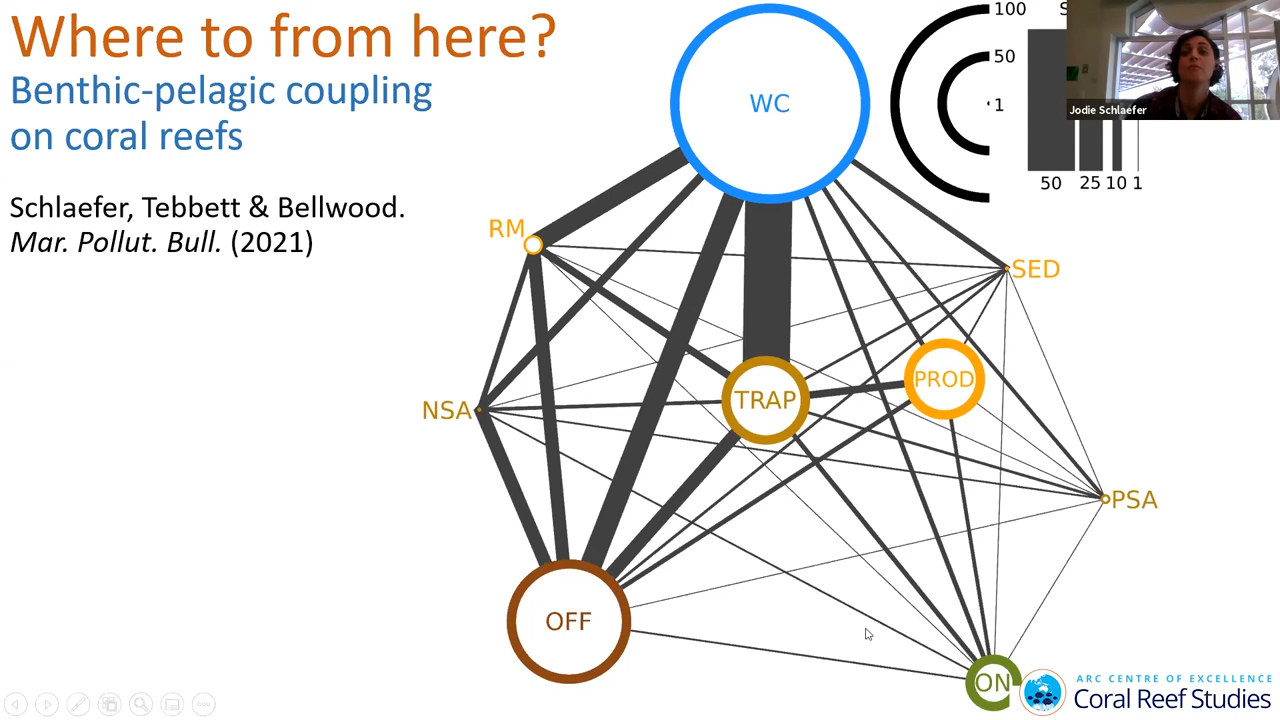 Where to from here?
Benthic-pelagic coupling
on coral reefs
Schlaefer, Tebbett & Bellwood.
Mar. Pollut. Bull. (2021)
WC
100
50
1
S
Jodie Schlaefer
50 25 10 1
RM
SED
NSA
TRAP
PROD
PSA
OFF
ON
ARC CENTRE OF EXCELLENCE
Coral Reef Studies